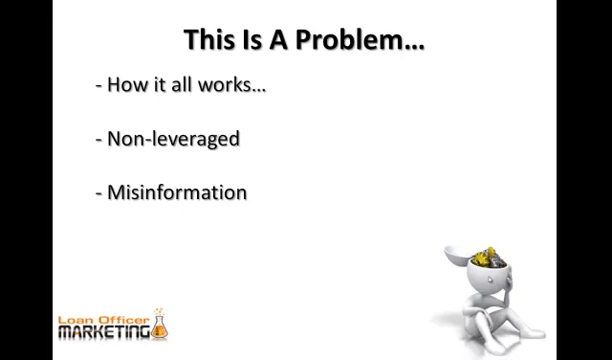 This Is A Problem...
- How it all works...
- Non-leveraged
- Misinformation
Loan Officer
MARKETING